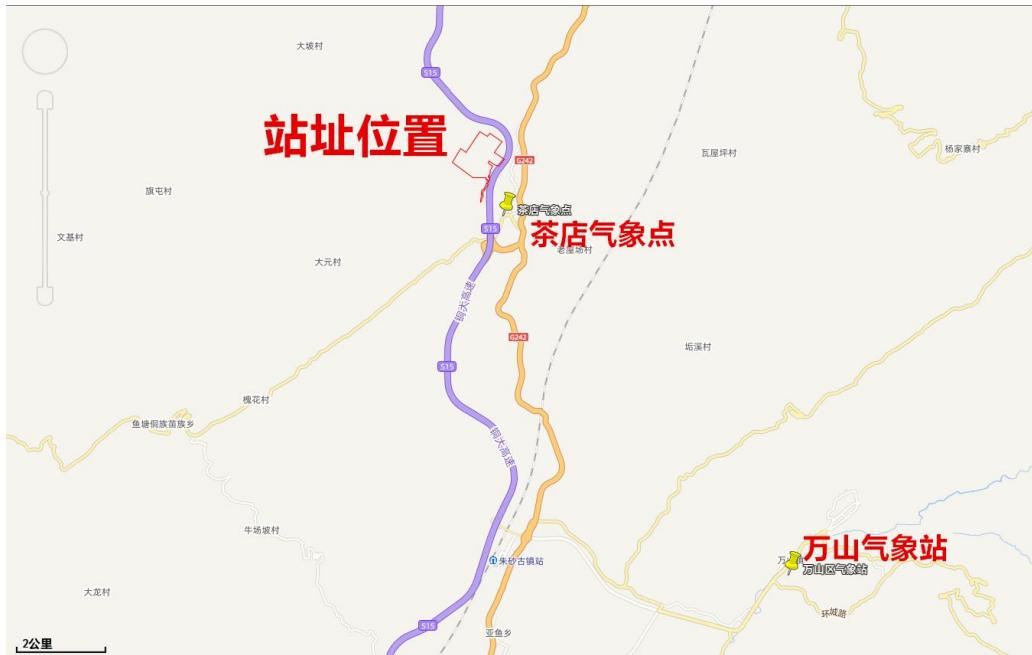 大坡村
S15
站址位置
G242
瓦屋坪村
杨家寨村
旗屯村
茶店气象点
茶店气象点
S15
文基村
老屋场村
大元村
铜大高速
G242
垢溪村
S15
槐花村
鱼塘侗族苗族乡
铜大高速
牛场坡村
万山气象站
朱砂古镇站
万山区气象站
大龙村
环城路
S15
亚鱼乡
2公里